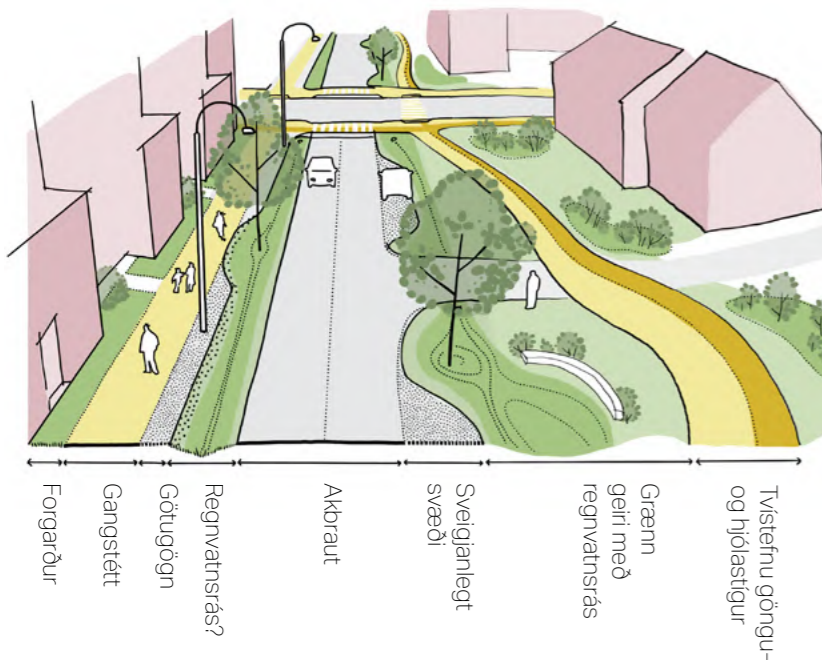 Forgarður
Gangstétt
Götugögn
Regnvatnsrás?
Akbraut
Sveigjanlegt
svæði
Grænn
geiri með
regnvatnsrás
Tvístefnu göngu-
og hjólastígur